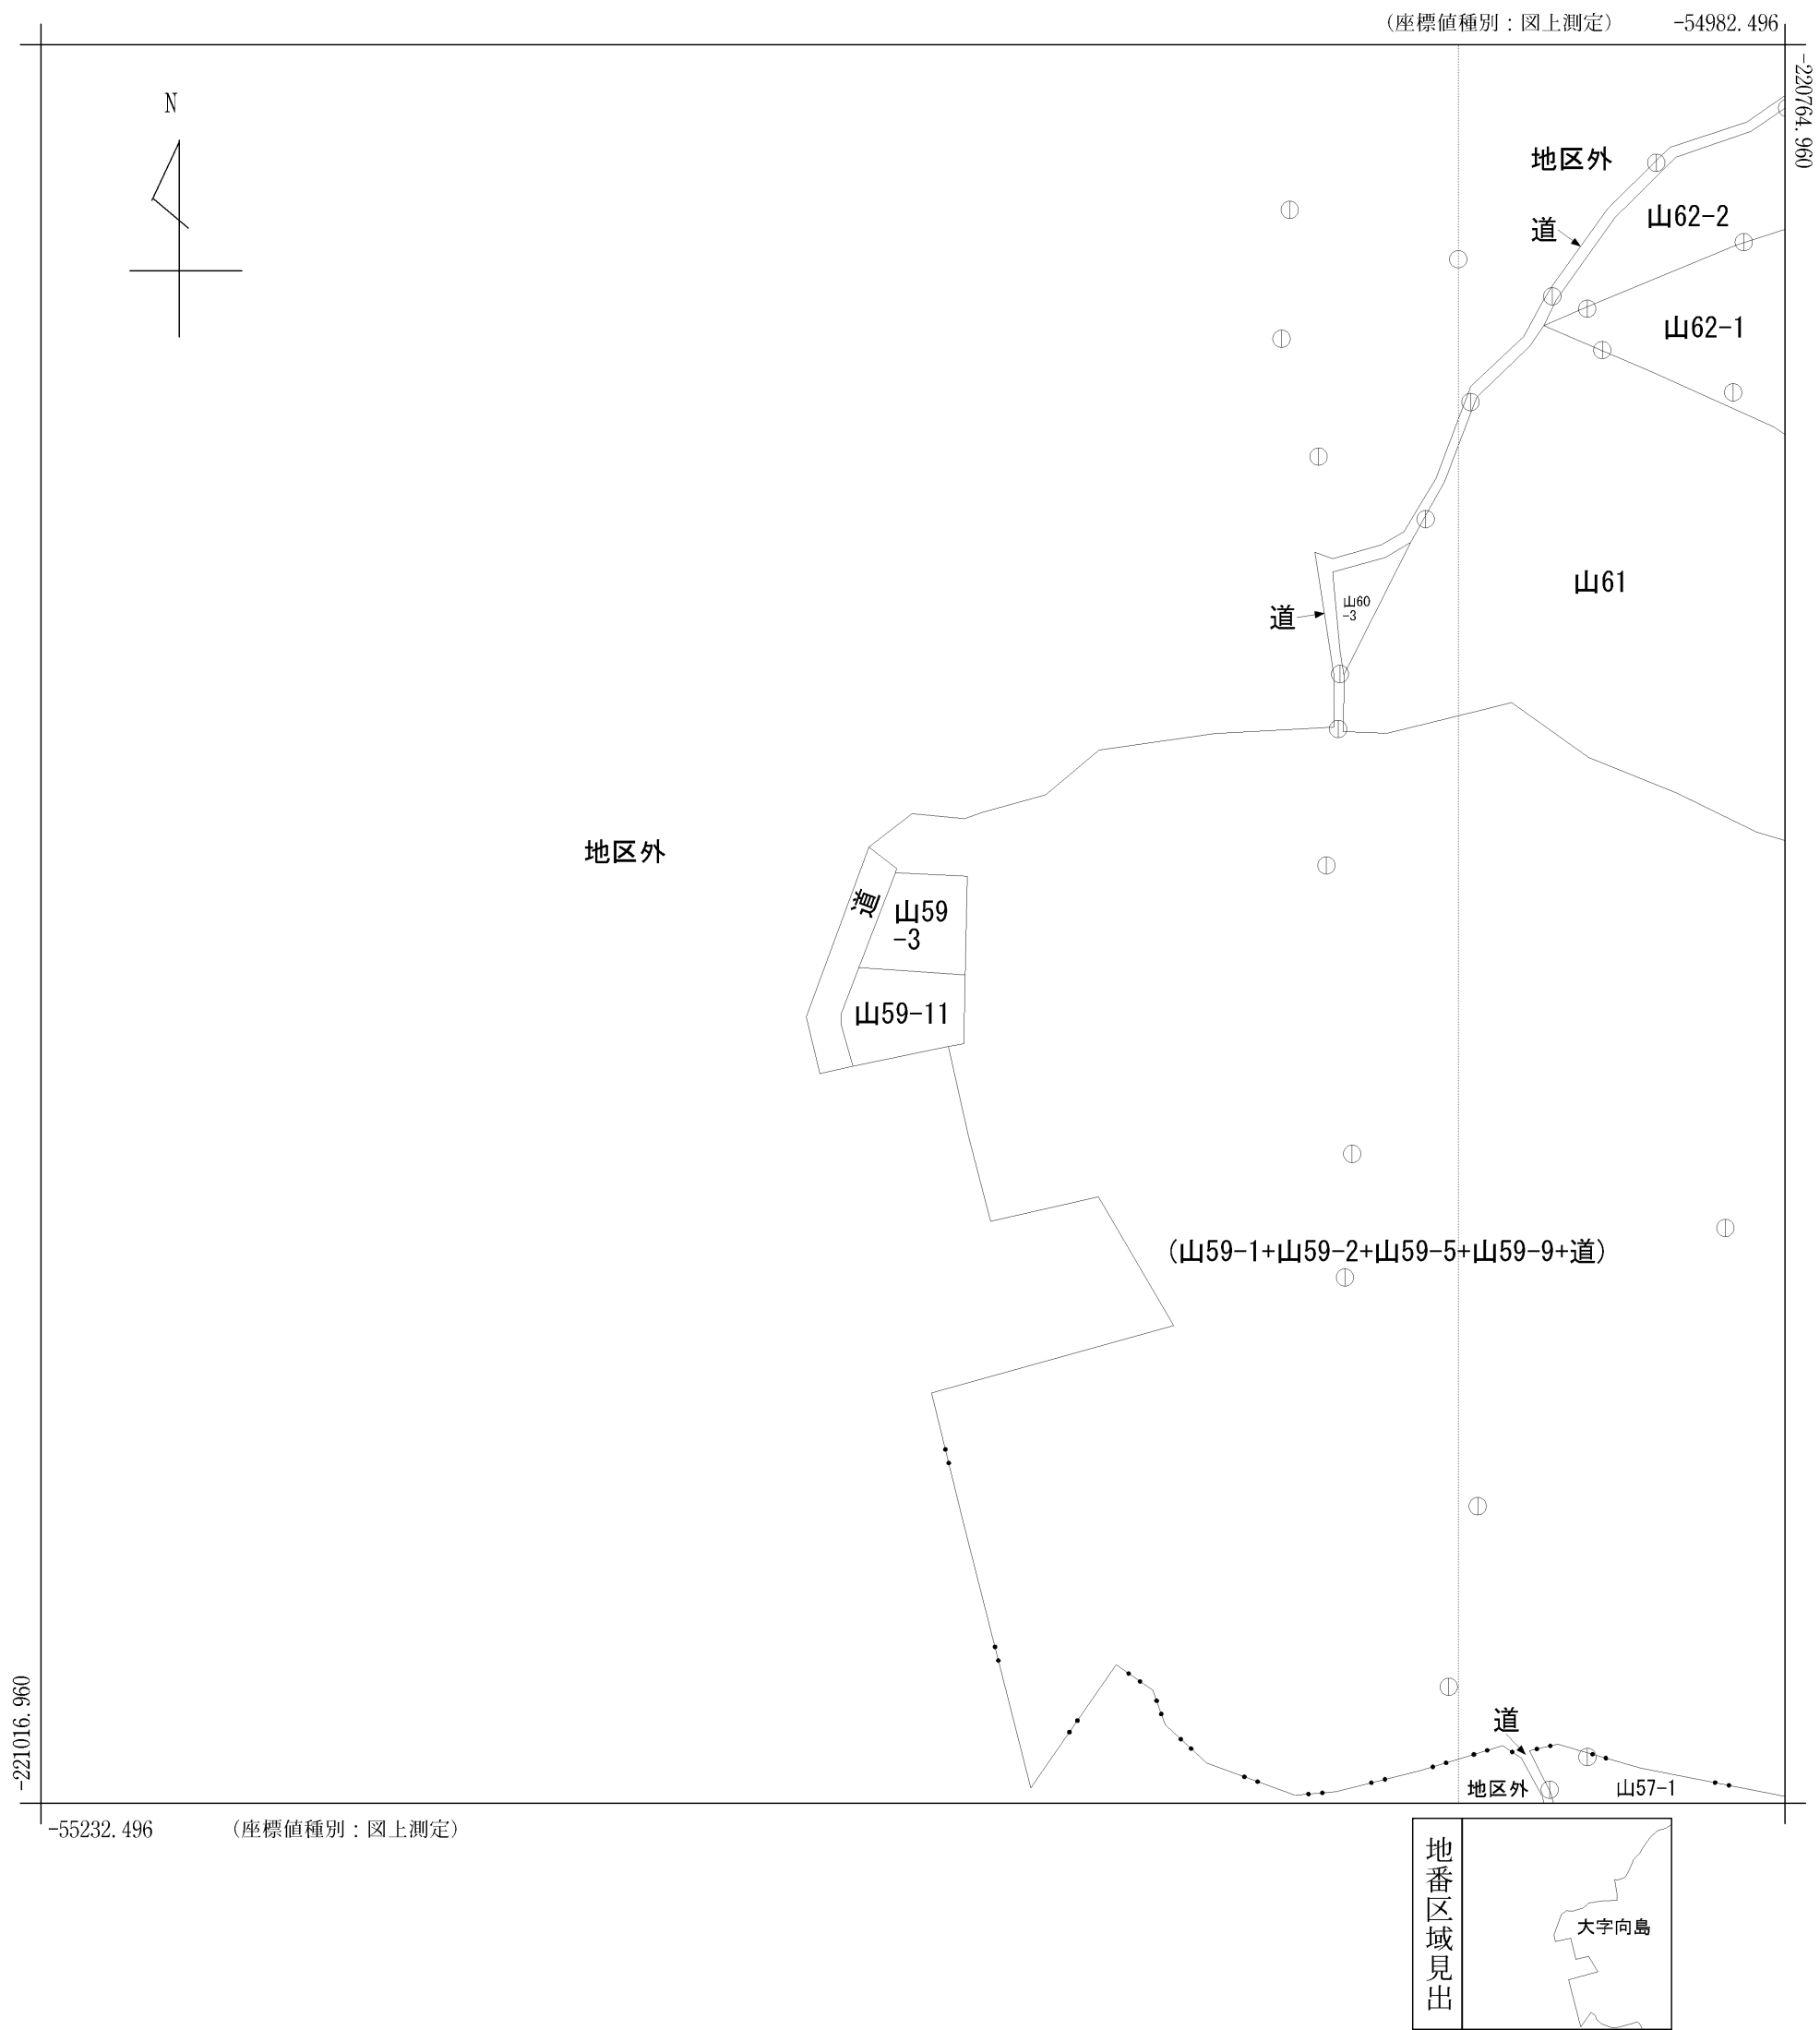 （座標値種別：図上測定） -54982.496
-220764.960
N
地区外
山62-2
道
山62-1
山61
山60
-3
道
地区外
道
山59
-3
山59-11
（山59-1+山59-2+山59-5+山59-9+道）
-221016.960
道
地区外
山57-1
-55232.496 （座標値種別：図上測定）
地番区域見出
大字向島